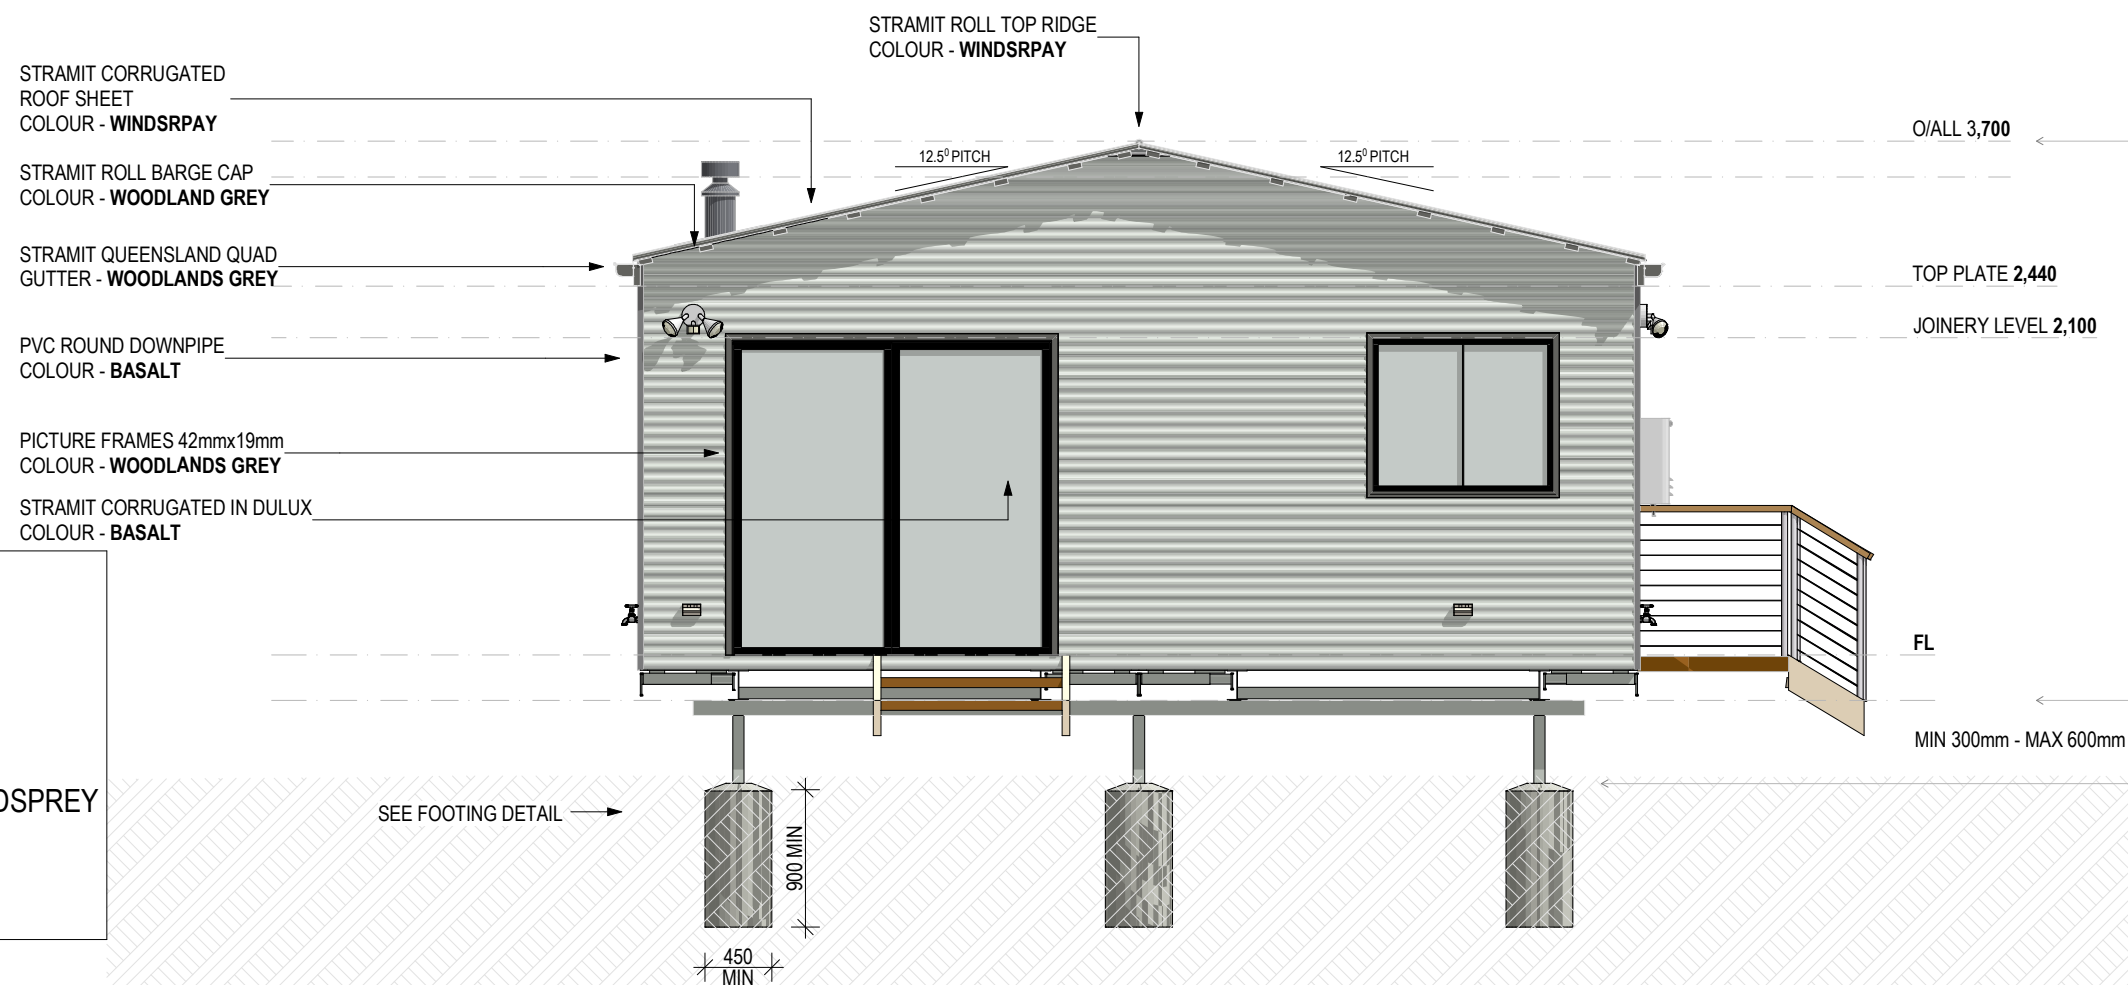 STRAMIT ROLL TOP RIDGE
COLOUR - WINDSRPAY
STRAMIT CORRUGATED
ROOF SHEET
COLOUR - WINDSRPAY
STRAMIT ROLL BARGE CAP
COLOUR - WOODLAND GREY
STRAMIT QUEENSLAND QUAD
GUTTER - WOODLANDS GREY
PVC ROUND DOWNPIPE
COLOUR - BASALT
PICTURE FRAMES 42mmx19mm
COLOUR - WOODLANDS GREY
STRAMIT CORRUGATED IN DULUX
COLOUR - BASALT
12.5⁰ PITCH
12.5⁰ PITCH
O/ALL 3,700
TOP PLATE 2,440
JOINERY LEVEL 2,100
FL
MIN 300mm - MAX 600mm
OSPREY
SEE FOOTING DETAIL
900 MIN
450
MIN